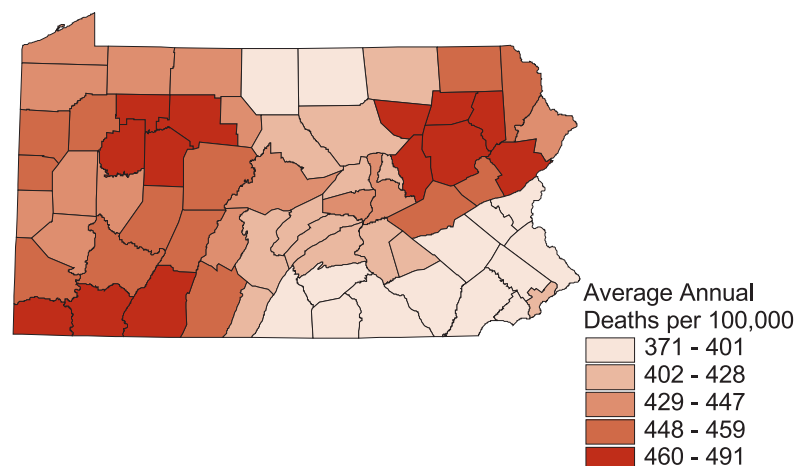 Average Annual
Deaths per 100,000
371 - 401
402 - 428
429 - 447
448 - 459
460 - 491